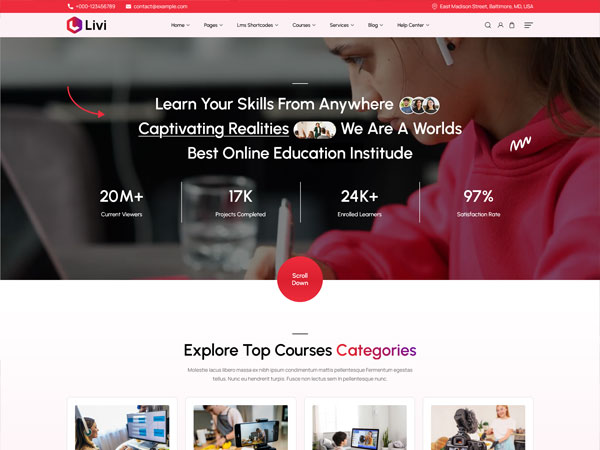 +000-123456789 contact@example.com East Madison Street, Baltimore, MD, USA
Livi Home Pages Lms Shortcodes Courses Services Blog Help Center
Learn Your Skills From Anywhere
Captivating Realities We Are A Worlds
Best Online Education Institude
20M+ 17K 24K+ 97%
Current Viewers Projects Completed Enrolled Learners Satisfaction Rate
Scroll
Down
Explore Top Courses Categories
Molestie lacus libero massa ex nibh ipsum condimentum mattis pellentesque fermentum egestas
tellus. Nunc eu hendrerit turpis. Fusce non lectus sem in pellentesque nunc.